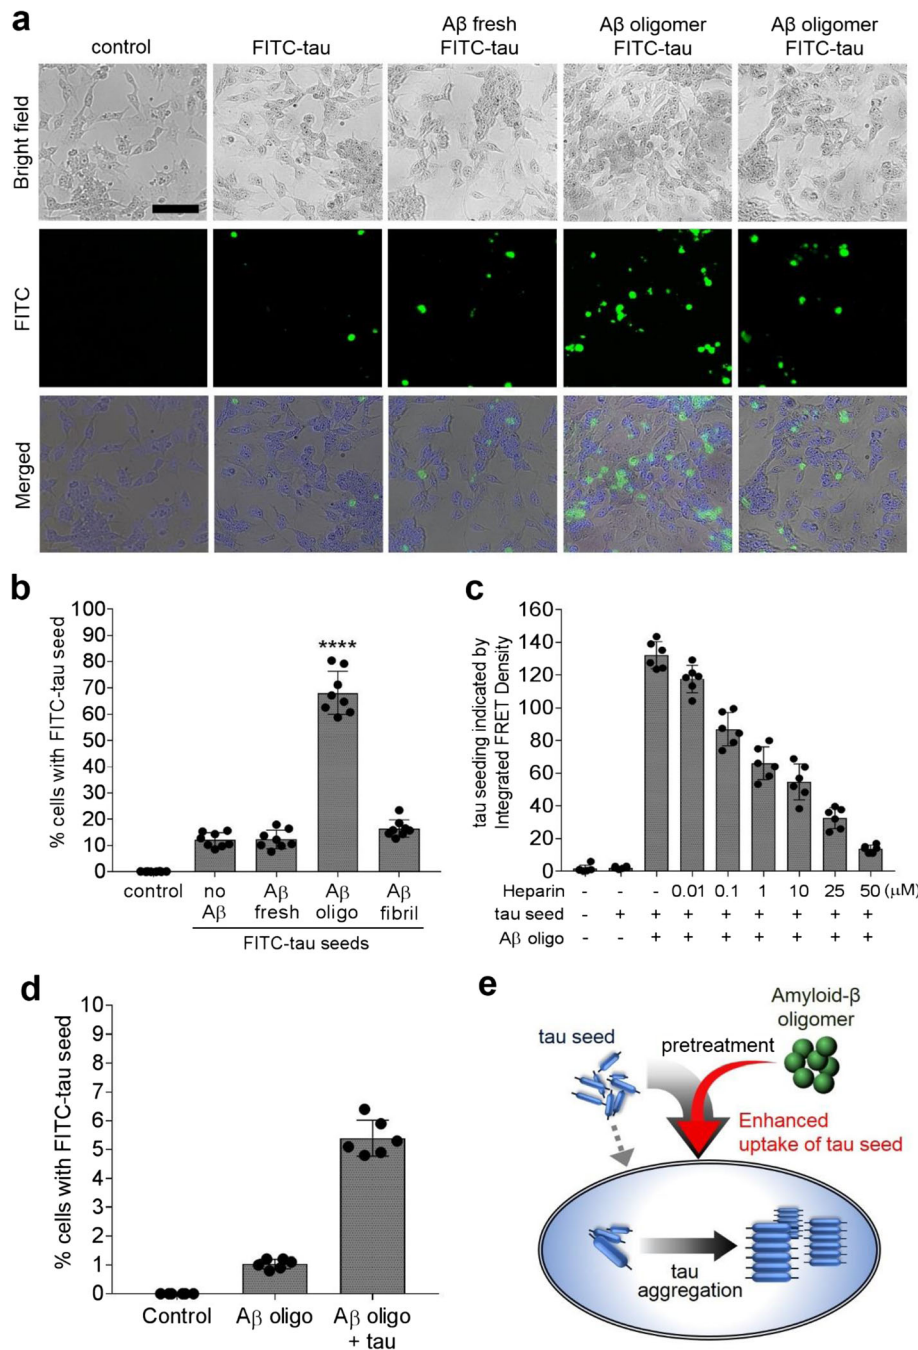 a
control
FITC-tau
Aβ fresh
FITC-tau
Aβ oligomer
FITC-tau
Aβ oligomer
FITC-tau
Bright field
FITC
Merged
b
% cells with FITC-tau seed
100
90
80
70
60
50
40
30
20
10
0
****
control
no
Aβ
Aβ
fresh
Aβ
oligo
Aβ
fibril
FITC-tau seeds
c
tau seeding indicated by
Integrated FRET Density
160
140
120
100
80
60
40
20
0
Heparin - - - 0.01 0.1 1 10 25 50 (μM)
tau seed - + + + + + + + +
Aβ oligo - - + + + + + + +
d
% cells with FITC-tau seed
10
9
8
7
6
5
4
3
2
1
0
Control
Aβ oligo
Aβ oligo
+ tau
e
Amyloid-β
oligomer
tau seed
pretreatment
Enhanced
uptake of tau seed
tau
aggregation